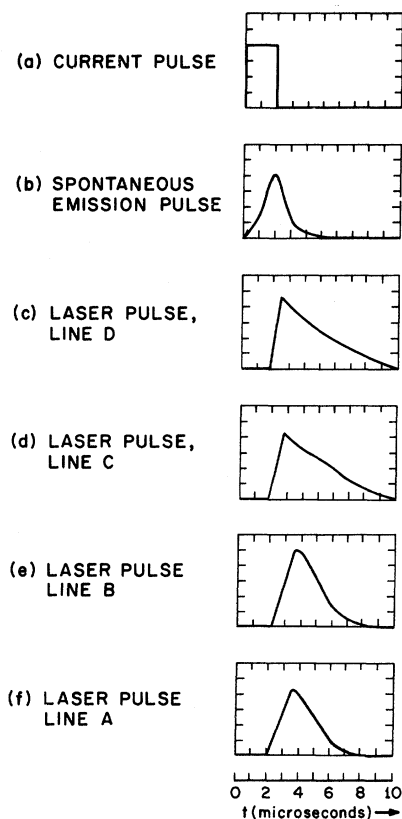 (a) CURRENT PULSE
(b) SPONTANEOUS
EMISSION PULSE
(c) LASER PULSE,
LINE D
(d) LASER PULSE,
LINE C
(e) LASER PULSE
LINE B
(f) LASER PULSE
LINE A
0 2 4 6 8 10
t (microseconds)